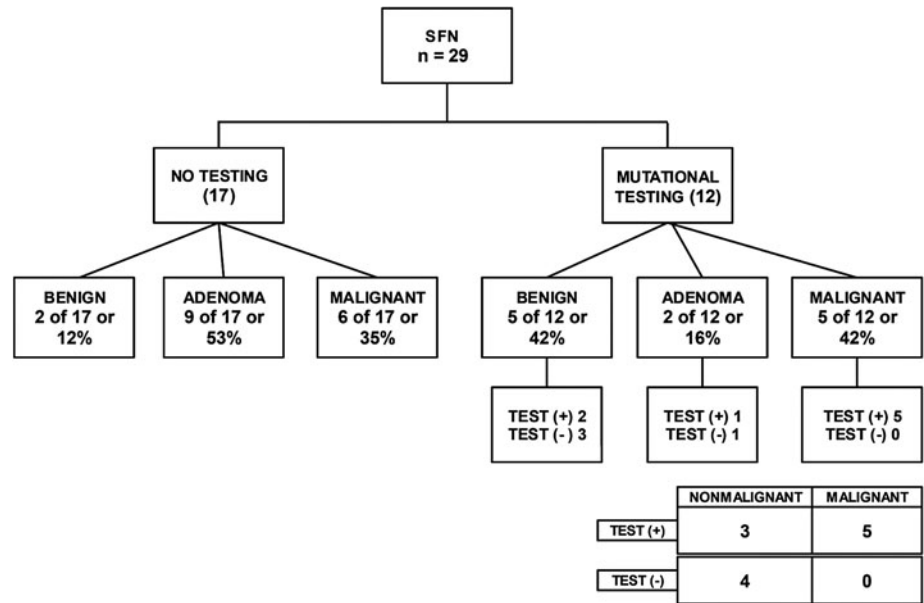 SFN
n = 29
NO TESTING
(17)
MUTATIONAL
TESTING (12)
BENIGN
2 of 17 or
12%
ADENOMA
9 of 17 or
53%
MALIGNANT
6 of 17 or
35%
BENIGN
5 of 12 or
42%
ADENOMA
2 of 12 or
16%
MALIGNANT
5 of 12 or
42%
TEST (+) 2
TEST (-) 3
TEST (+) 1
TEST (-) 1
TEST (+) 5
TEST (-) 0
NONMALIGNANT MALIGNANT
TEST (+) 3 5
TEST (-) 4 0